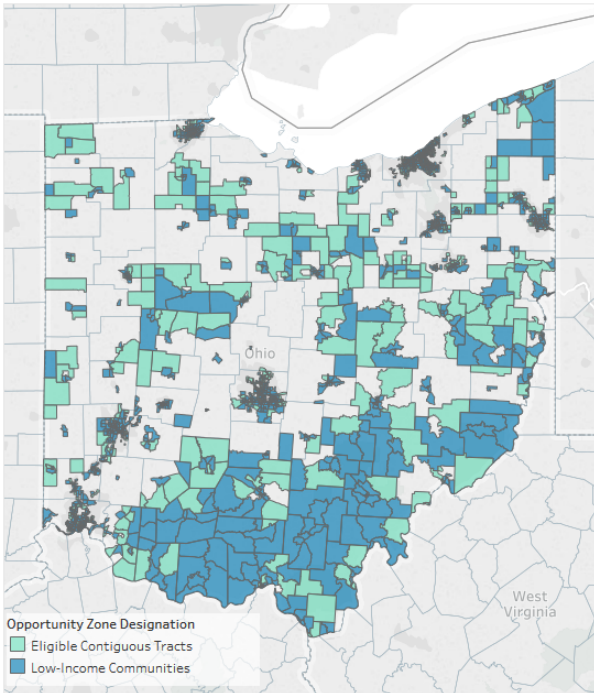 Ohio
West
Virginia
Opportunity Zone Designation
Eligible Contiguous Tracts
Low-Income Communities